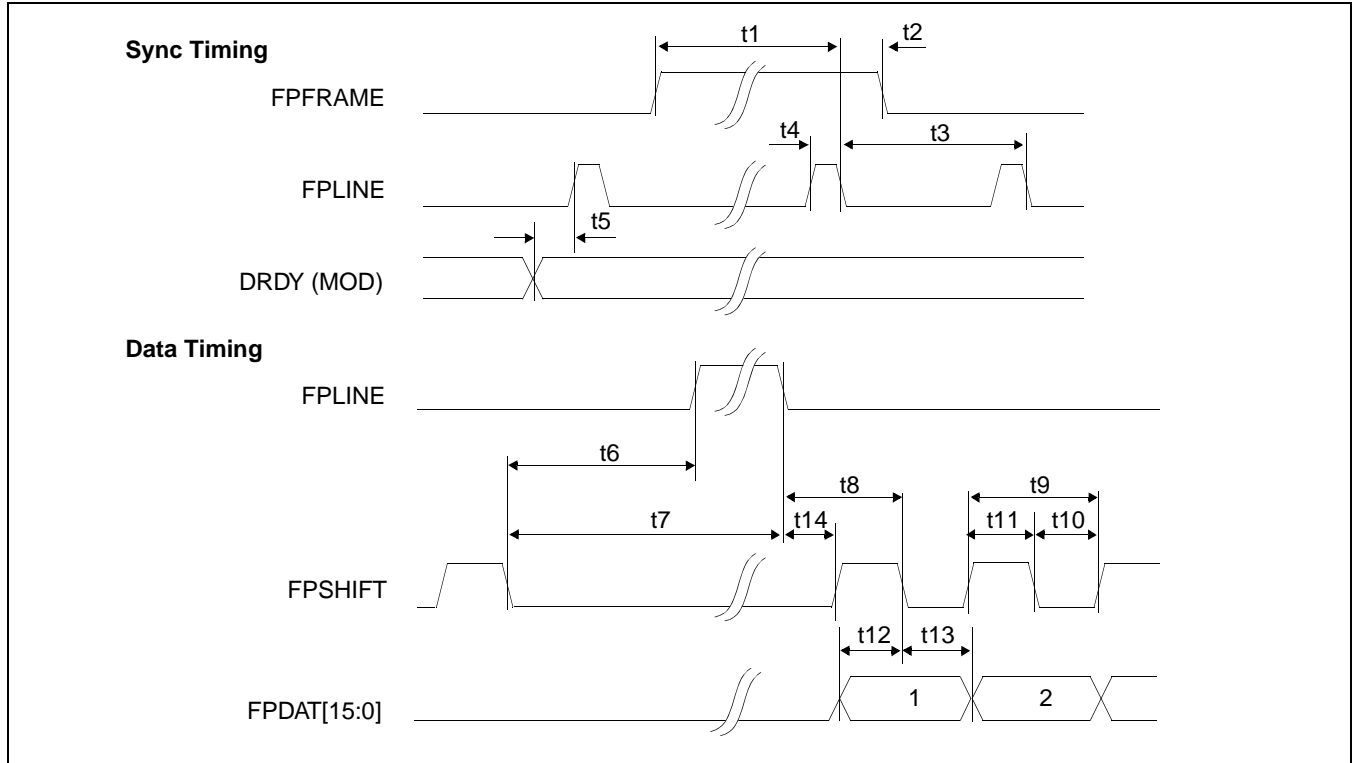 Sync Timing
t1
t2
FPFRAME
t4
t3
FPLINE
t5
DRDY (MOD)
Data Timing
FPLINE
t6
t8
t9
t7
t14
t11
t10
FPSHIFT
t12
t13
FPDAT[15:0]
1
2